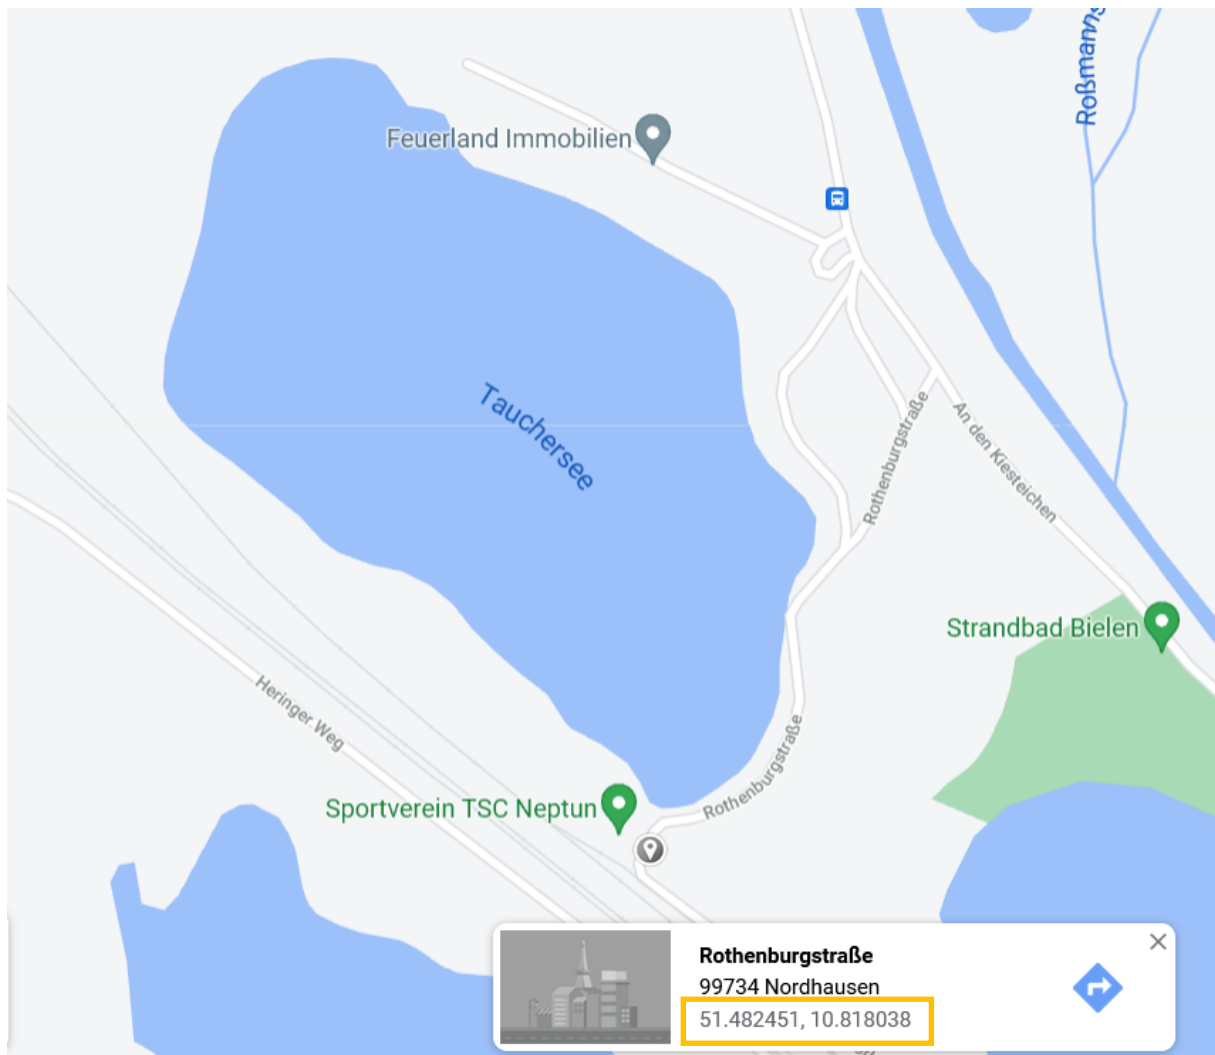 Roßmanns
Feuerland Immobilien
Tauchersee
Rothenburgstraße
An den Kiesteichen
Strandbad Bielen
Heringer Weg
Rothenburgstraße
Sportverein TSC Neptun
Rothenburgstraße
99734 Nordhausen
51.482451, 10.818038